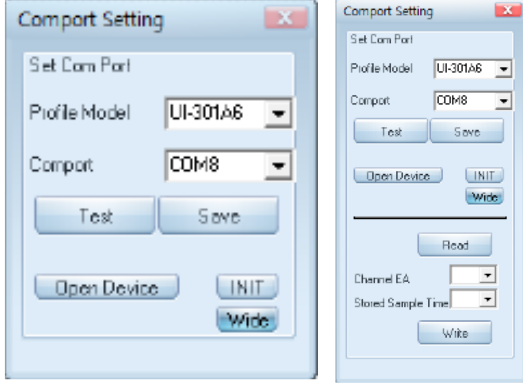 Comport Setting
Set Com Port
Profile Model UI-301A6
Comport COM8
Test Save
Open Device INIT
Wide
Comport Setting
Set Com Port
Profile Model UI-301A6
Comport COM8
Test Save
Open Device INIT
Wide
Read
Channel EA
Stored Sample Time
Write